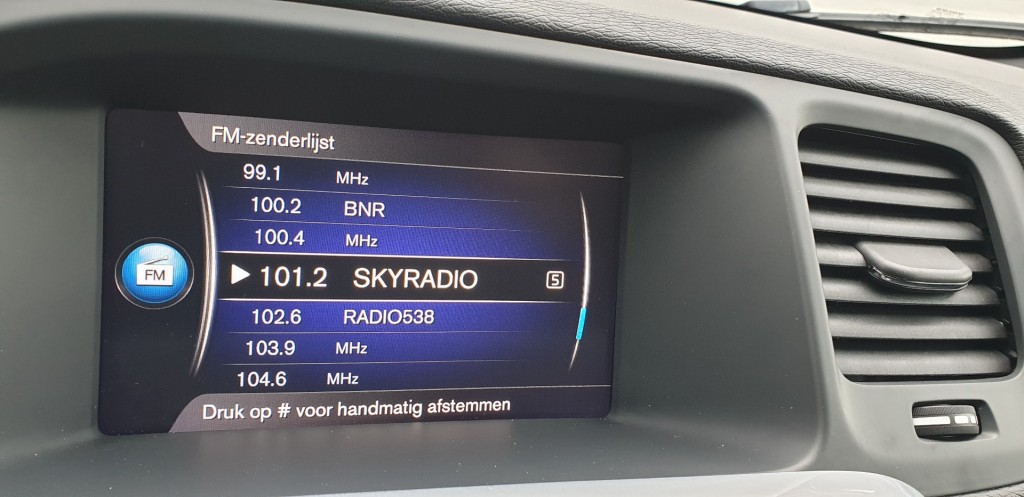 FM-zenderlijst
99.1 MHz
100.2 BNR
100.4 MHz
FM
101.2 SKYRADIO 5
102.6 RADIO538
103.9 MHz
104.6 MHz
Druk op # voor handmatig afstemmen